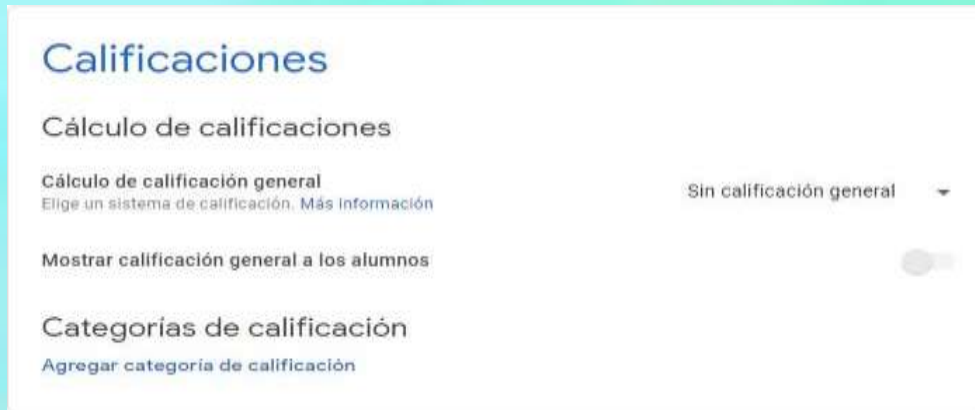 Calificaciones
Cálculo de calificaciones
Cálculo de calificación general
Elige un sistema de calificación. Más información
Sin calificación general
Mostrar calificación general a los alumnos
Categorías de calificación
Agregar categoría de calificación